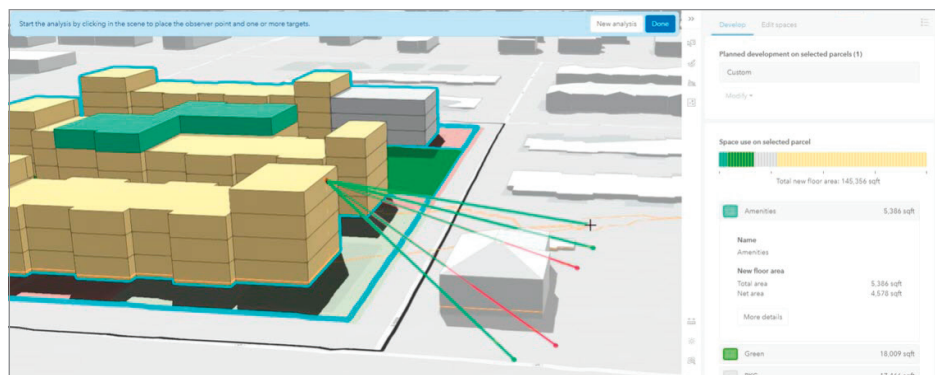 Start the analysis by clicking in the scene to place the observer point and one or more targets.
New analysis
Done
Develop
Edit spaces
Planned development on selected parcels (1)
Custom
Modify
Space use on selected parcel
Total new floor area: 145,356 sqft
Amenities 5,386 sqft
Name
Amenities
New floor area
Total area 5,386 sqft
Net area 4,578 sqft
More details
Green 18,009 sqft